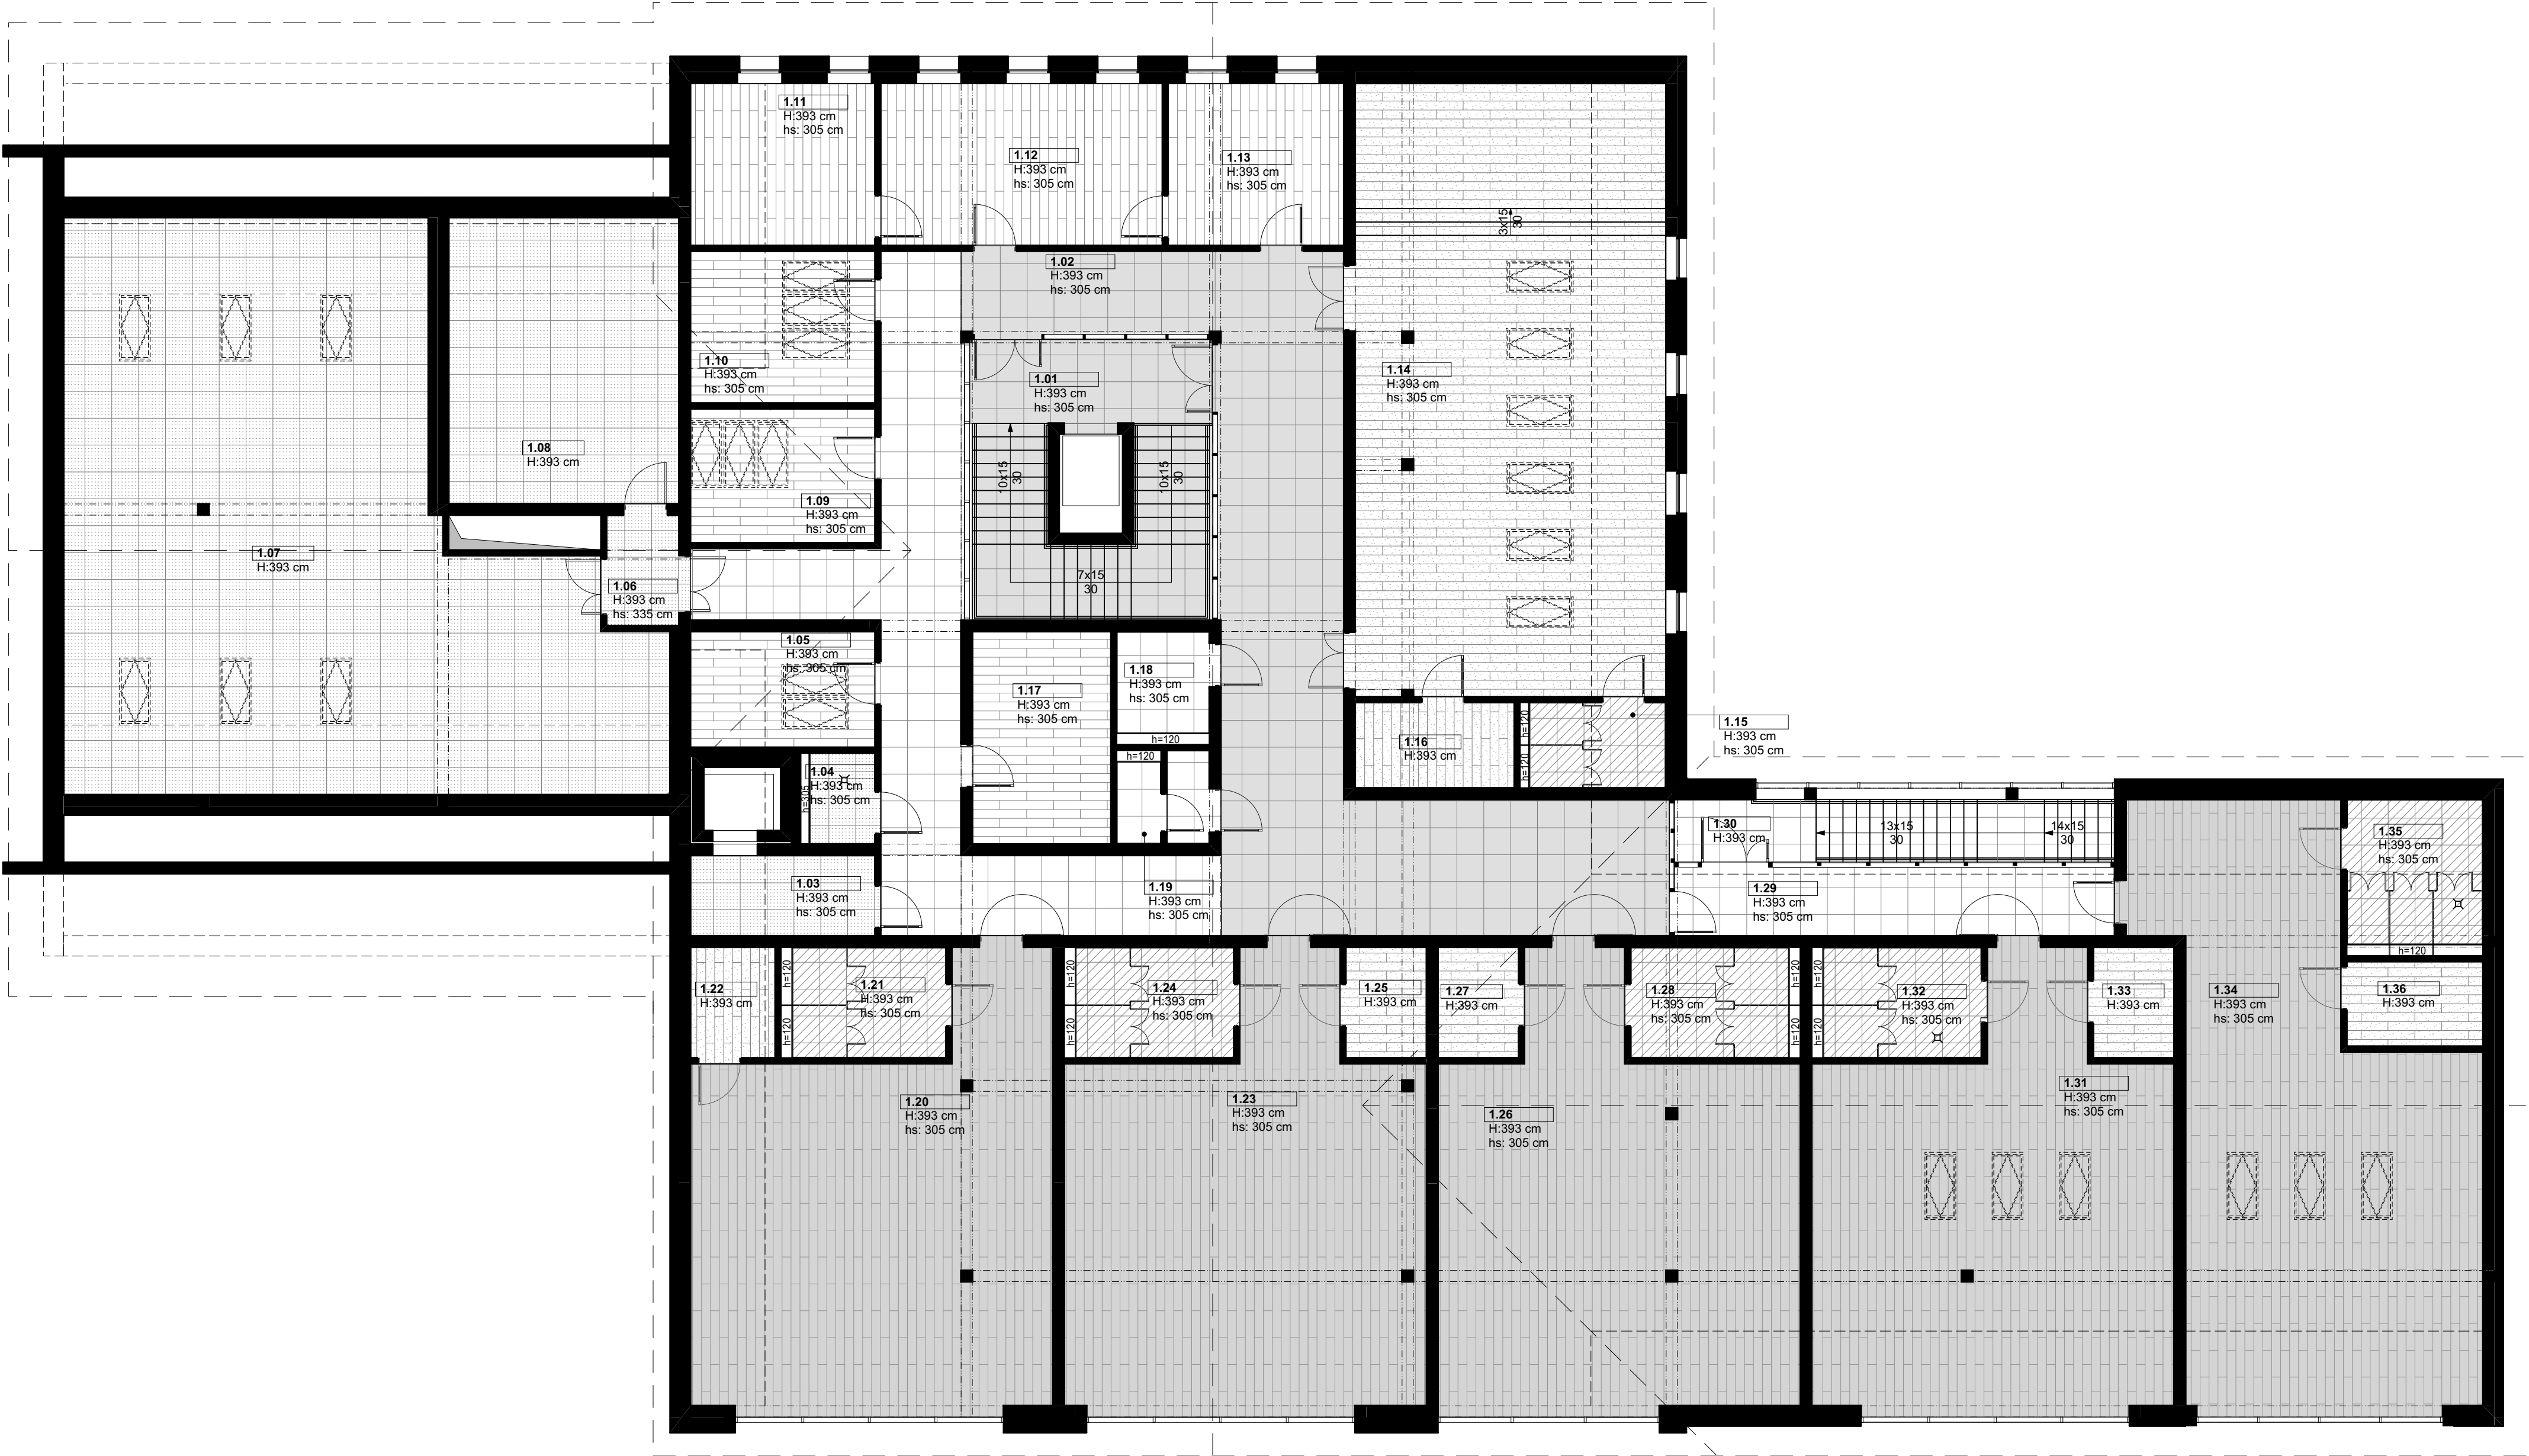 1.11
H:393 cm
hs: 305 cm
1.12
H:393 cm
hs: 305 cm
1.13
H:393 cm
hs: 305 cm
3x15
30
1.02
H:393 cm
hs: 305 cm
1.10
H:393 cm
hs: 305 cm
1.01
H:393 cm
hs: 305 cm
1.14
H:393 cm
hs: 305 cm
1.08
H:393 cm
1.09
H:393 cm
hs: 305 cm
10x15
30
10x15
30
7x15
30
1.07
H:393 cm
1.06
H:393 cm
hs: 335 cm
1.05
H:393 cm
hs: 305 cm
1.17
H:393 cm
hs: 305 cm
1.18
H:393 cm
hs: 305 cm
h=120
h=120
1.16
H:393 cm
h=120
h=120
1.15
H:393 cm
hs: 305 cm
1.04
H:393 cm
hs: 305 cm
h=305
1.03
H:393 cm
hs: 305 cm
1.19
H:393 cm
hs: 305 cm
1.30
H:393 cm
13x15
30
14x15
30
1.29
H:393 cm
hs: 305 cm
1.35
H:393 cm
hs: 305 cm
h=120
1.22
H:393 cm
h=120
h=120
1.21
H:393 cm
hs: 305 cm
h=120
h=120
1.24
H:393 cm
hs: 305 cm
1.25
H:393 cm
1.27
H:393 cm
1.28
H:393 cm
hs: 305 cm
h=120
h=120
h=120
h=120
1.32
H:393 cm
hs: 305 cm
1.33
H:393 cm
1.34
H:393 cm
hs: 305 cm
1.36
H:393 cm
1.20
H:393 cm
hs: 305 cm
1.23
H:393 cm
hs: 305 cm
1.26
H:393 cm
hs: 305 cm
1.31
H:393 cm
hs: 305 cm